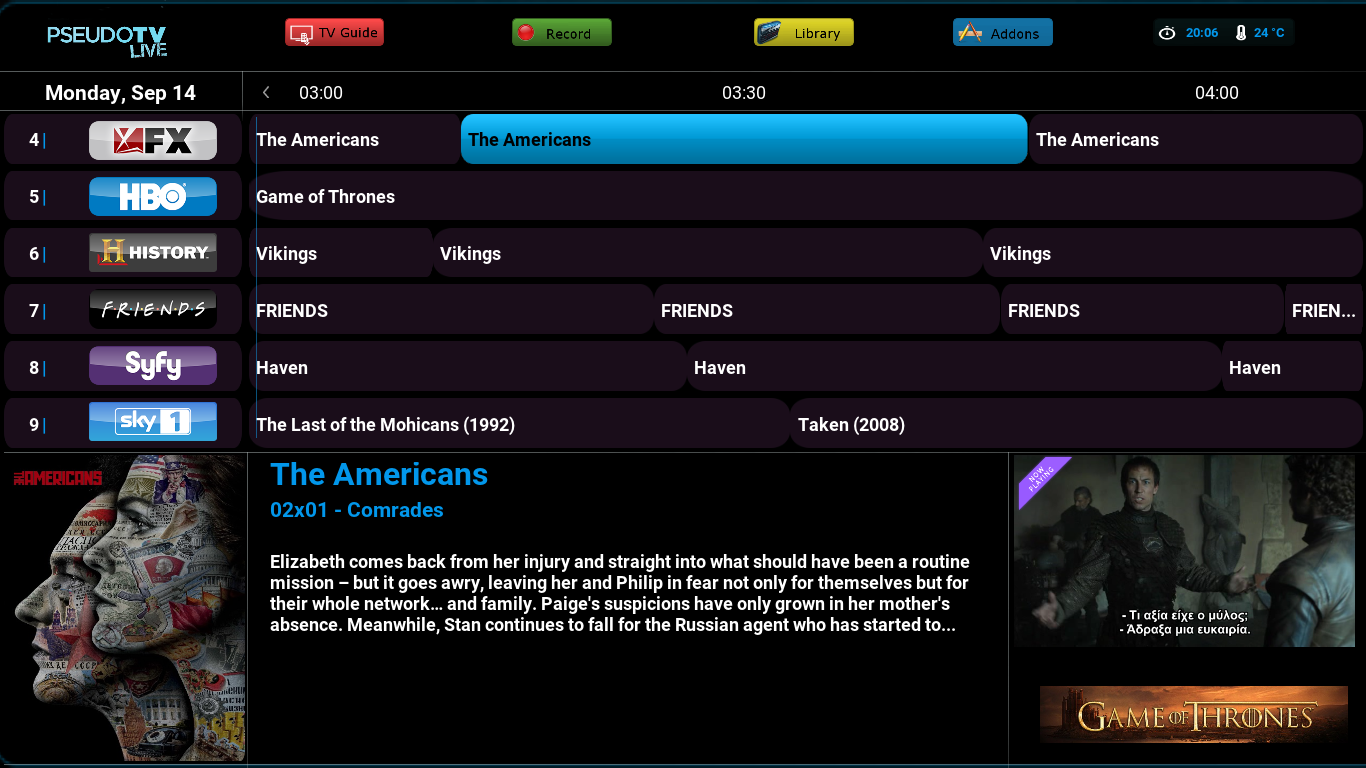 PSEUDOTV
LIVE
TV Guide
Record
Library
Addons
20:06
24 °C
Monday, Sep 14
03:00
03:30
04:00
4 |
FX
The Americans
The Americans
The Americans
5 |
HBO
Game of Thrones
6 |
H HISTORY
Vikings
Vikings
Vikings
7 |
F·R·I·E·N·D·S
FRIENDS
FRIENDS
FRIENDS
FRIEN...
8 |
Syfy
Haven
Haven
Haven
9 |
sky 1
The Last of the Mohicans (1992)
Taken (2008)
THE AMERICANS
The Americans
02x01 - Comrades
Elizabeth comes back from her injury and straight into what should have been a routine
mission – but it goes awry, leaving her and Philip in fear not only for themselves but for
their whole network… and family. Paige's suspicions have only grown in her mother's
absence. Meanwhile, Stan continues to fall for the Russian agent who has started to...
NOW
PLAYING
- Τι αξία είχε ο μύλος;
- Άδραξα μια ευκαιρία.
GAME OF THRONES